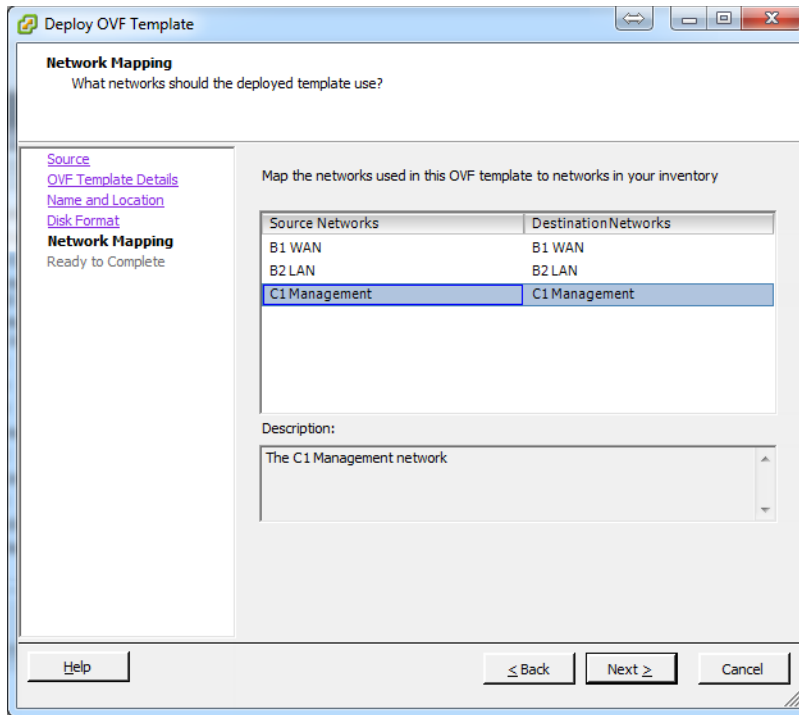 Deploy OVF Template
Network Mapping
What networks should the deployed template use?
Source
OVF Template Details
Name and Location
Disk Format
Network Mapping
Ready to Complete
Map the networks used in this OVF template to networks in your inventory
Source Networks DestinationNetworks
B1 WAN B1 WAN
B2 LAN B2 LAN
C1 Management C1 Management
Description:
The C1 Management network
Help < Back Next > Cancel